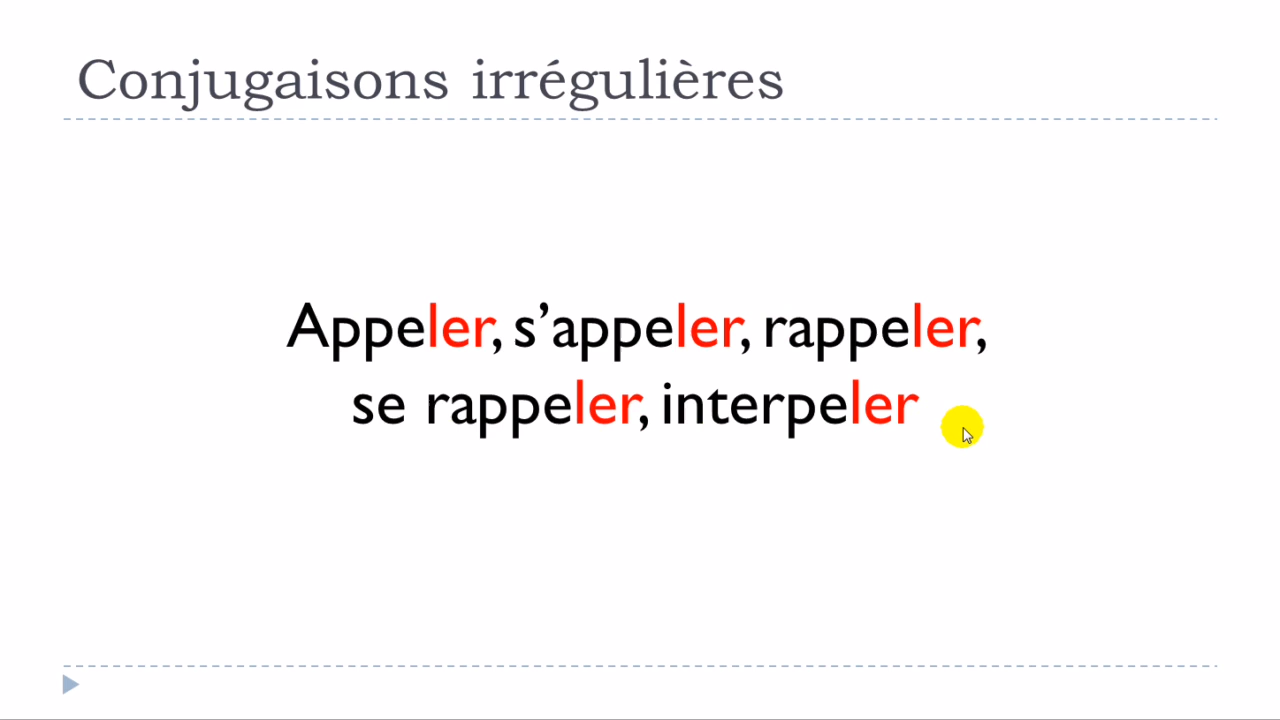 Conjugaisons irrégulières
Appeler, s’appeler, rappeler,
se rappeler, interpeler